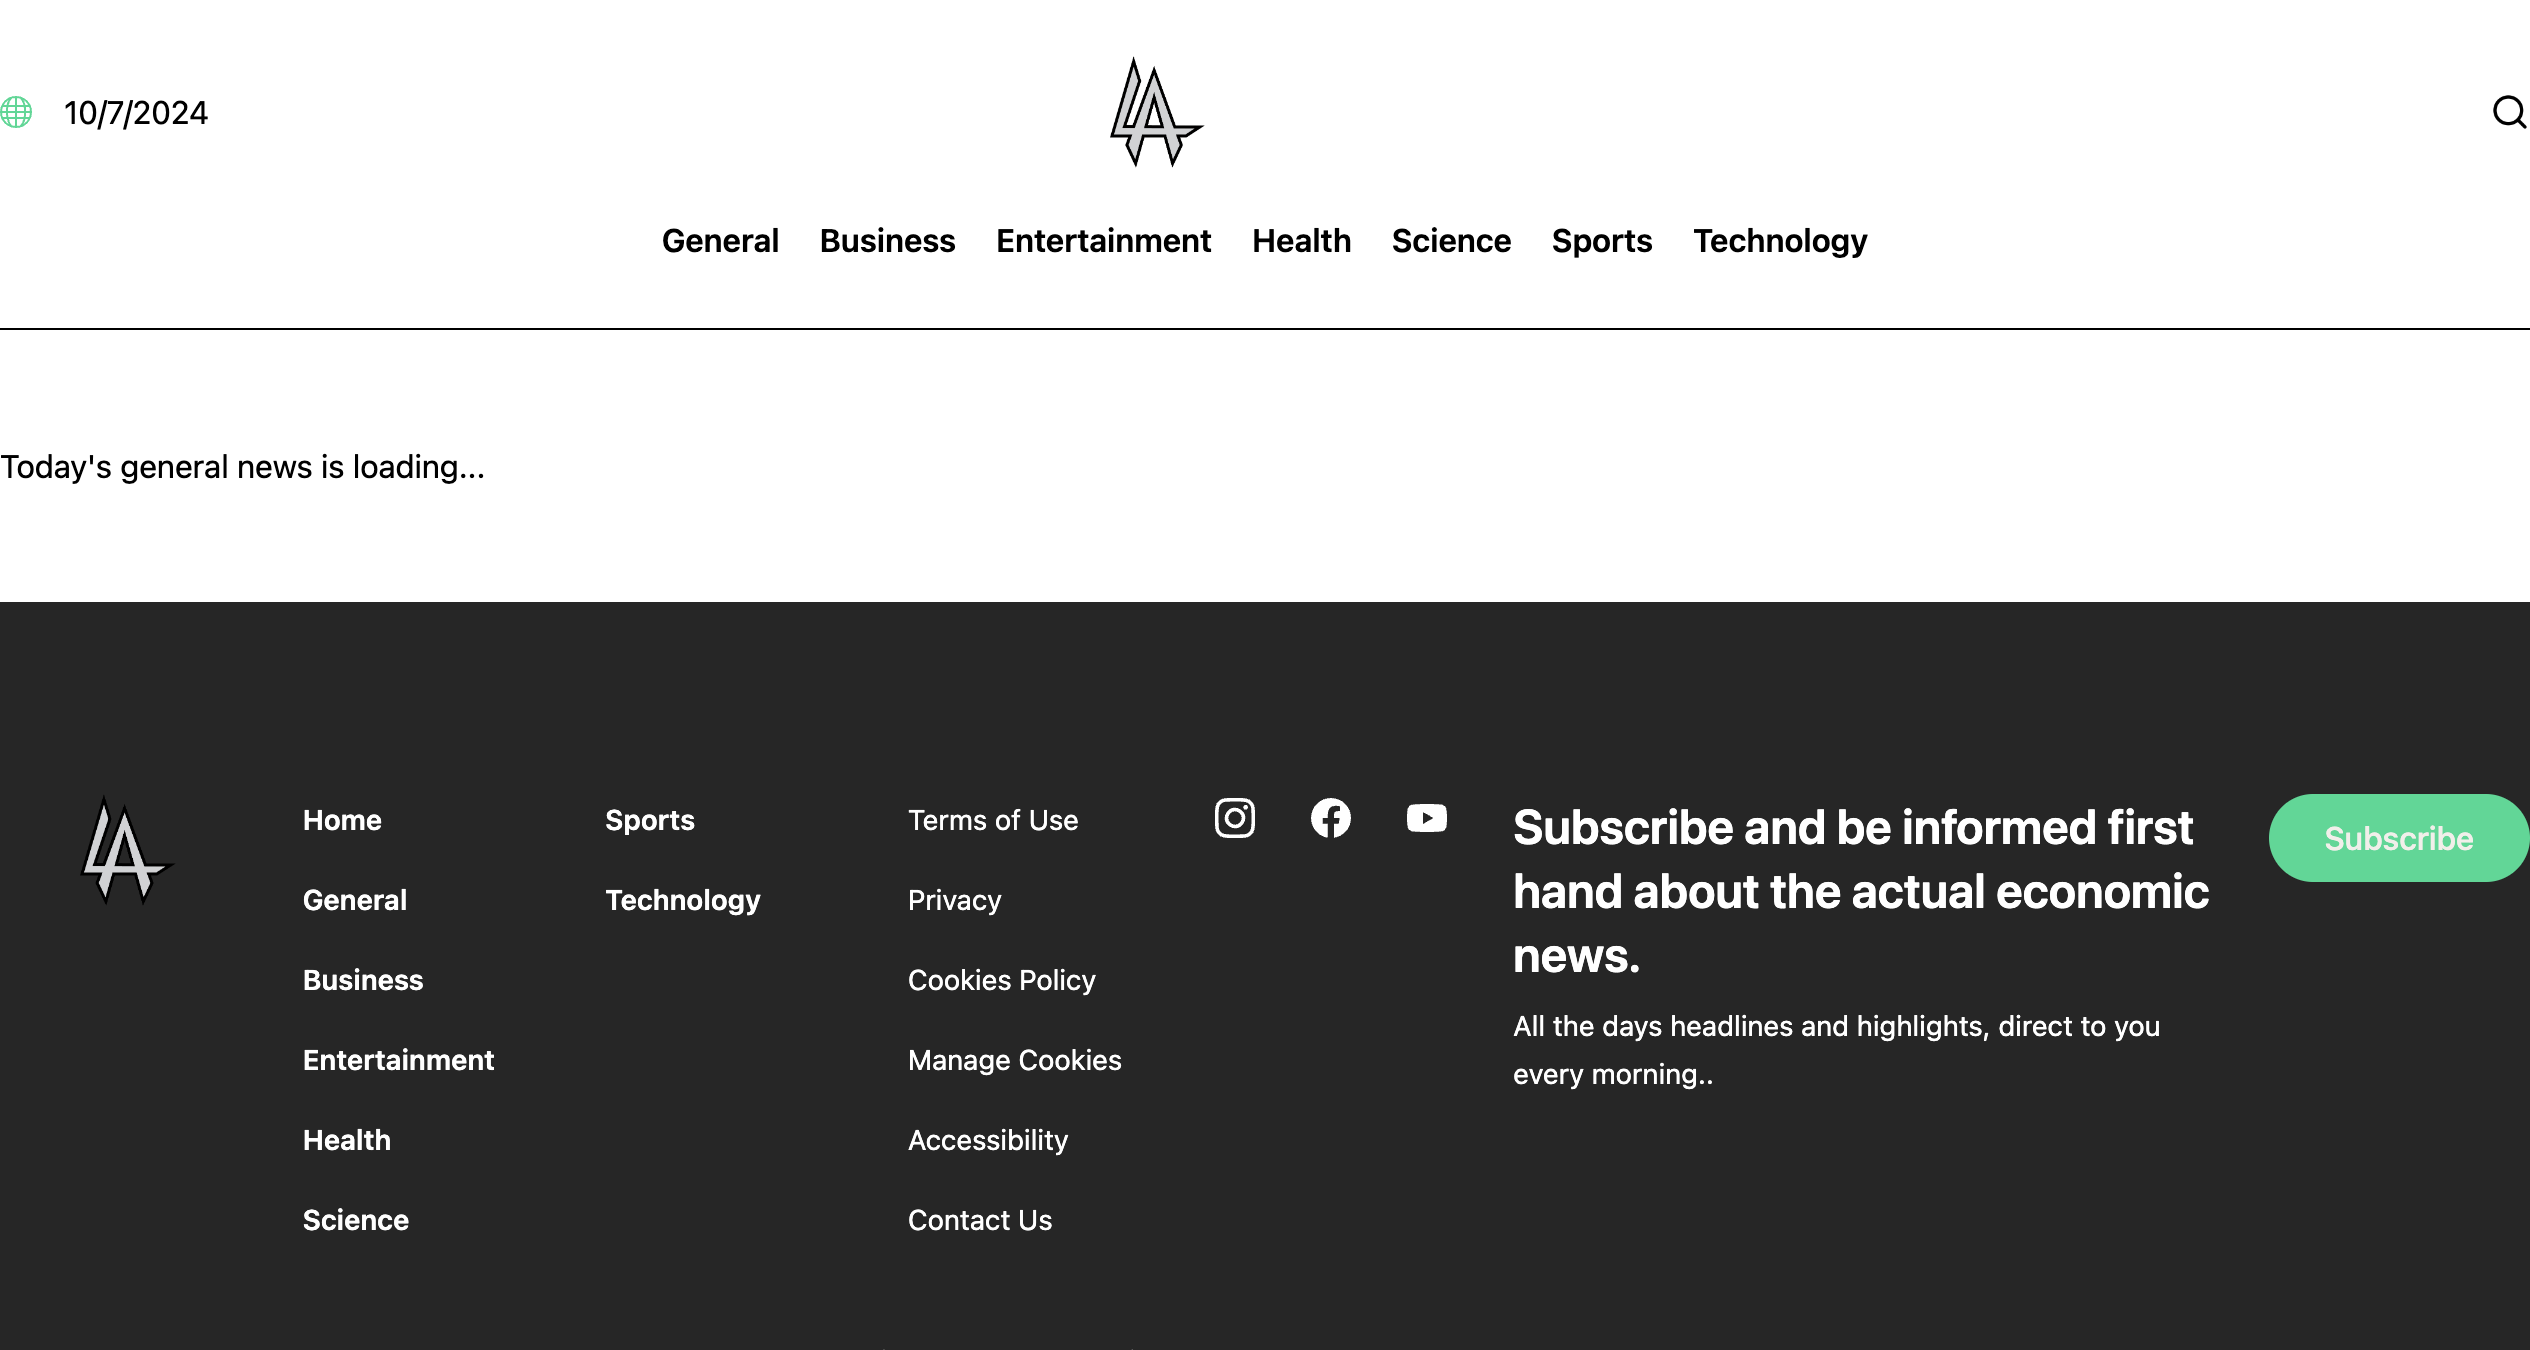 10/7/2024
General Business Entertainment Health Science Sports Technology
Today's general news is loading...
Home
General
Business
Entertainment
Health
Science
Sports
Technology
Terms of Use
Privacy
Cookies Policy
Manage Cookies
Accessibility
Contact Us
Subscribe and be informed first
hand about the actual economic
news.
All the days headlines and highlights, direct to you
every morning..
Subscribe